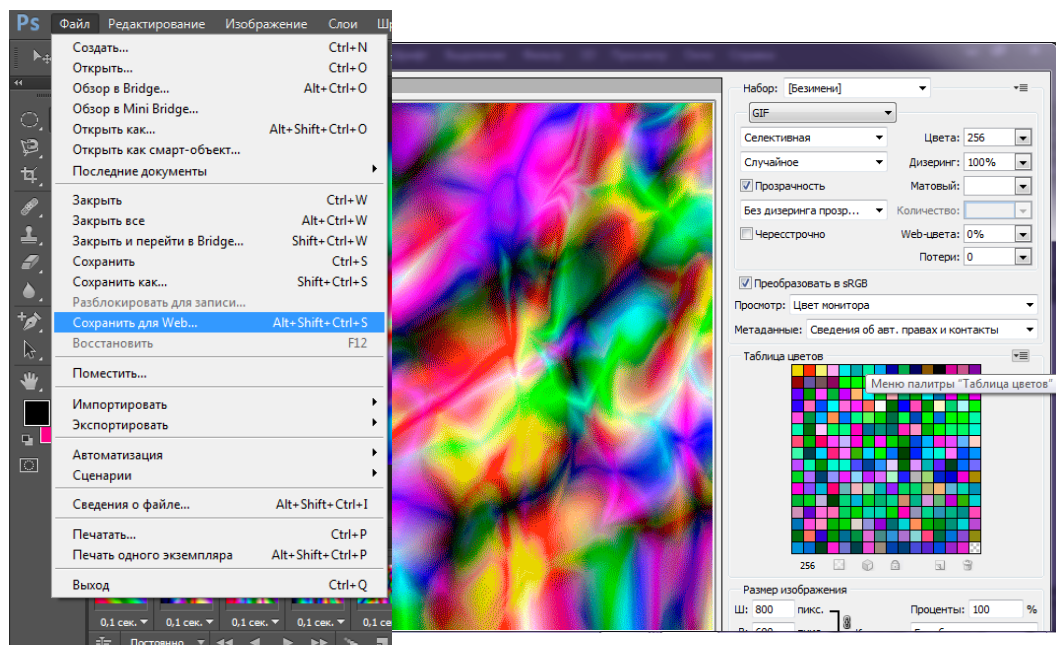 Ps Файл Редактирование Изображение Слои
Создать... Ctrl+N
Открыть... Ctrl+O
Обзор в Bridge... Alt+Ctrl+O
Обзор в Mini Bridge...
Открыть как... Alt+Shift+Ctrl+O
Открыть как смарт-объект...
Последние документы
Закрыть Ctrl+W
Закрыть все Alt+Ctrl+W
Закрыть и перейти в Bridge... Shift+Ctrl+W
Сохранить Ctrl+S
Сохранить как... Shift+Ctrl+S
Разблокировать для записи...
Сохранить для Web... Alt+Shift+Ctrl+S
Восстановить F12
Поместить...
Импортировать
Экспортировать
Автоматизация
Сценарии
Сведения о файле... Alt+Shift+Ctrl+I
Печатать... Ctrl+P
Печать одного экземпляра Alt+Shift+Ctrl+P
Выход Ctrl+Q
0,1 сек. 0,1 сек. 0,1 сек. 0,1 сек. 0,1 се
Постоянно
Набор: [Безимени]
GIF
Селективная Цвета: 256
Случайное Дизеринг: 100%
Прозрачность Матовый:
Без дизеринга прозр... Количество:
Чересстрочно Web-цвета: 0%
Потери: 0
Преобразовать в sRGB
Просмотр: Цвет монитора
Метаданные: Сведения об авт. правах и контакты
Таблица цветов
Меню палитры "Таблица цветов"
256
Размер изображения
Ш: 800 пикс. Проценты: 100 %